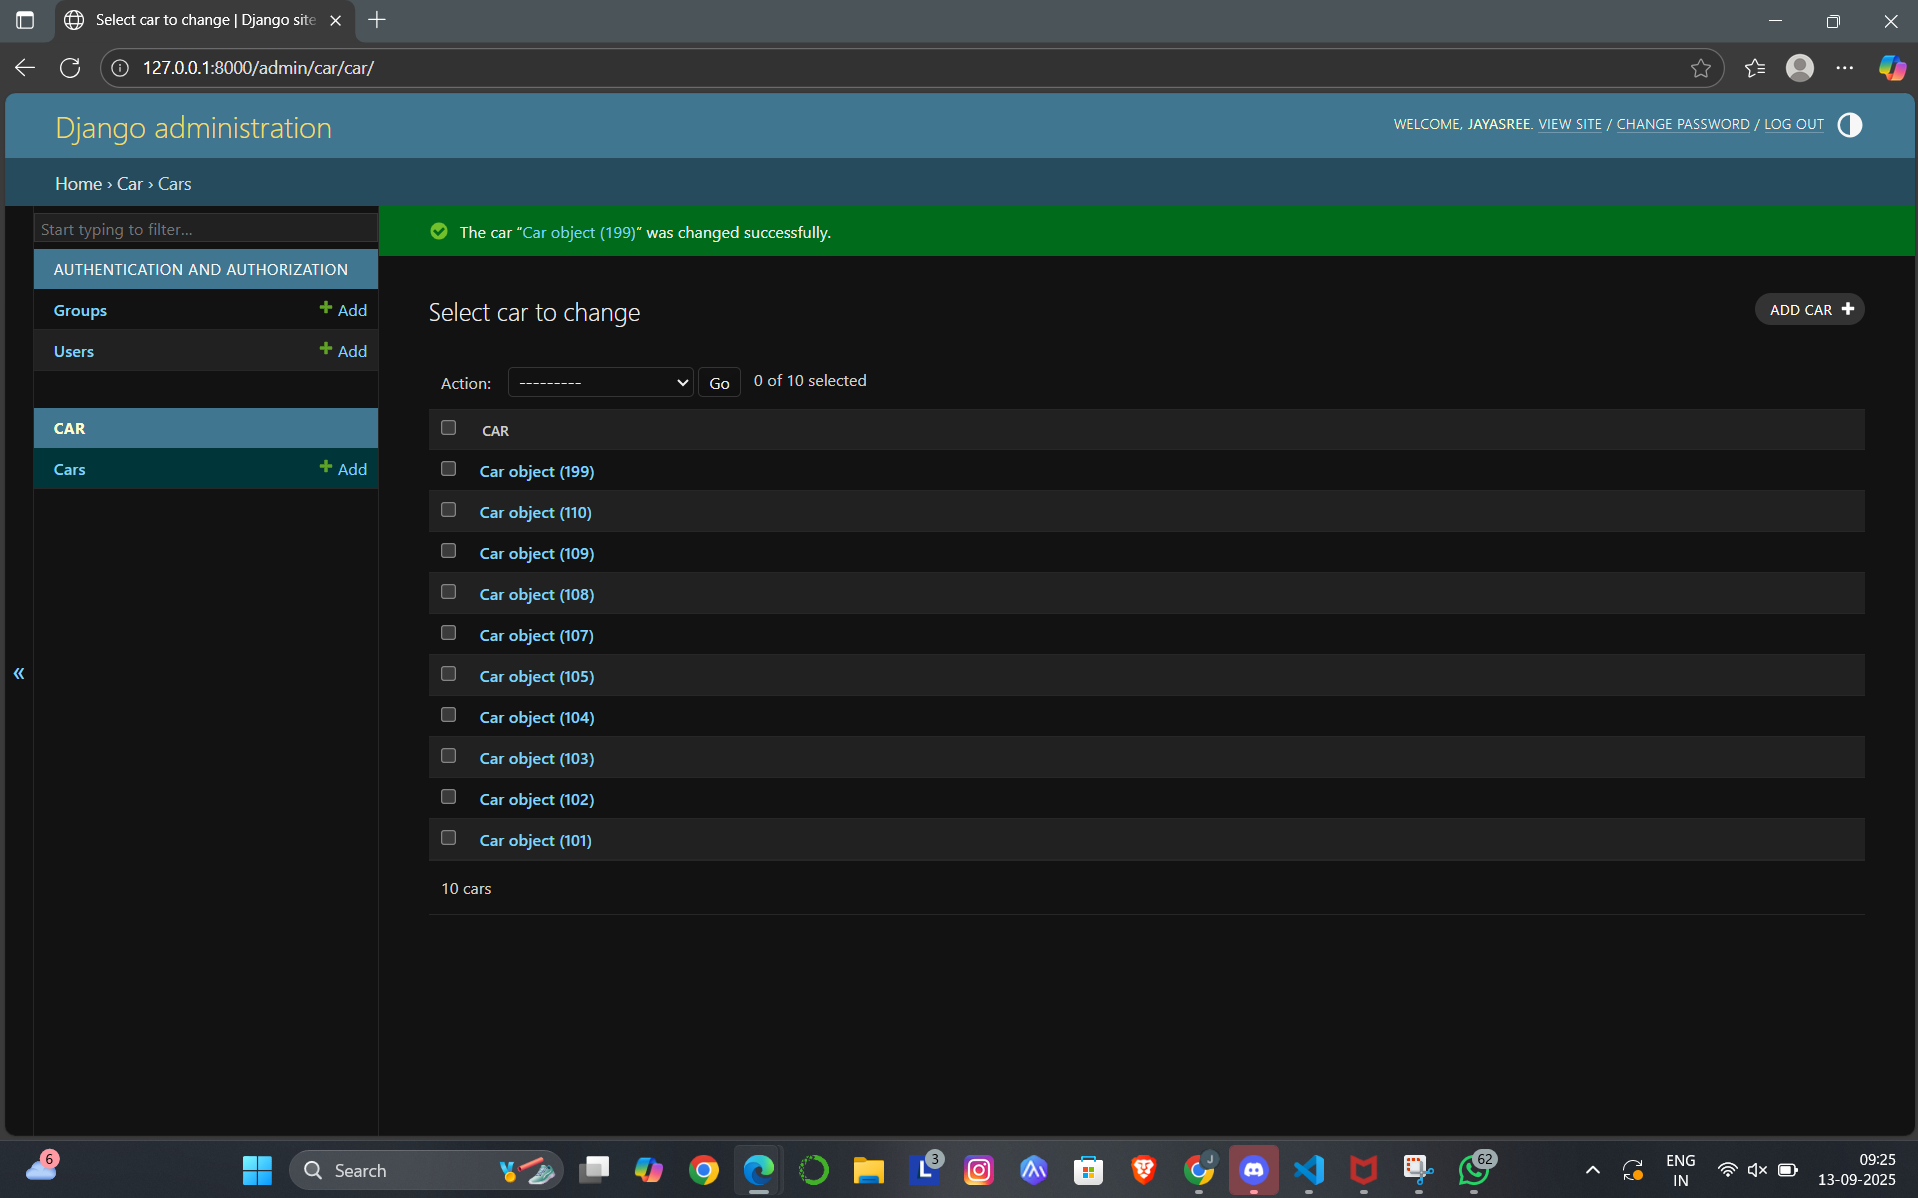 Select car to change | Django site
127.0.0.1:8000/admin/car/car/
Django administration
WELCOME, JAYASREE. VIEW SITE / CHANGE PASSWORD / LOG OUT
Home › Car › Cars
Start typing to filter...
AUTHENTICATION AND AUTHORIZATION
Groups + Add
Users + Add
CAR
Cars + Add
«
The car “Car object (199)” was changed successfully.
Select car to change
ADD CAR +
Action: --------- Go 0 of 10 selected
CAR
Car object (199)
Car object (110)
Car object (109)
Car object (108)
Car object (107)
Car object (105)
Car object (104)
Car object (103)
Car object (102)
Car object (101)
10 cars
6
Search
L 3
J
62
ENG
IN
09:25
13-09-2025